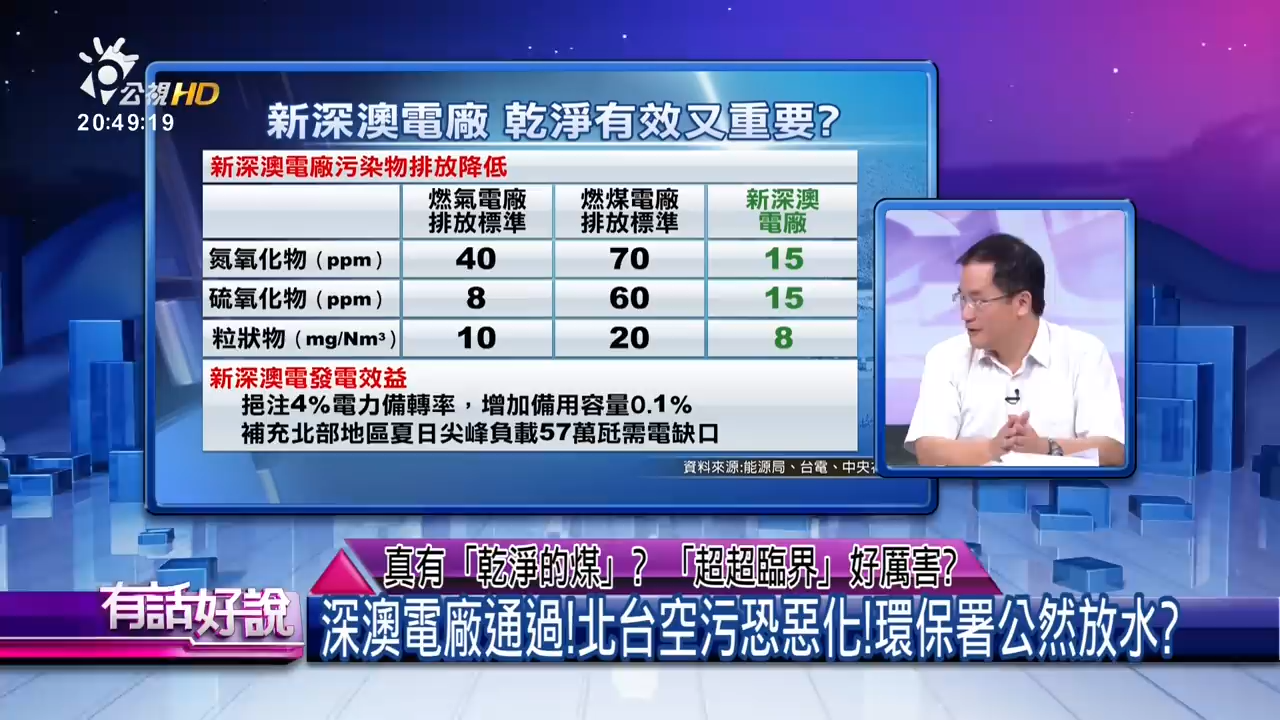 公視HD
20:49:19
新深澳電廠 乾淨有效又重要?
新深澳電廠污染物排放降低
燃氣電廠 燃煤電廠 新深澳
排放標準 排放標準 電廠
氮氧化物(ppm) 40 70 15
硫氧化物(ppm) 8 60 15
粒狀物(mg/Nm³) 10 20 8
新深澳電發電效益
挹注4%電力備轉率,增加備用容量0.1%
補充北部地區夏日尖峰負載57萬瓩需電缺口
資料來源:能源局、台電、中央
真有「乾淨的煤」? 「超超臨界」好厲害?
有話好說
深澳電廠通過!北台空污恐惡化!環保署公然放水?